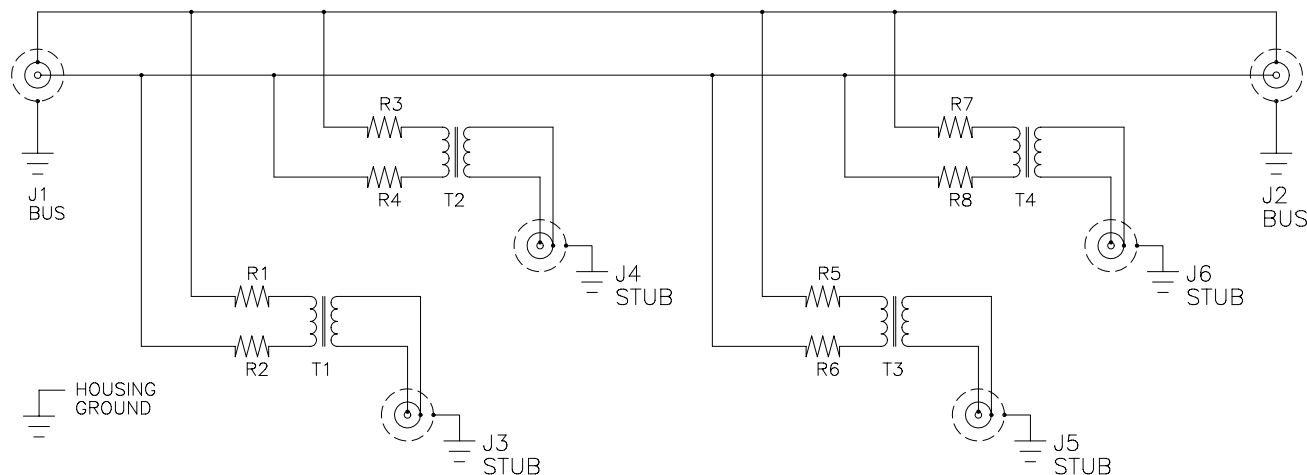 R3
R7
R4
T2
R8
T4
J1
BUS
J2
BUS
R1
J4
STUB
R5
J6
STUB
R2
T1
R6
T3
HOUSING
GROUND
J3
STUB
J5
STUB